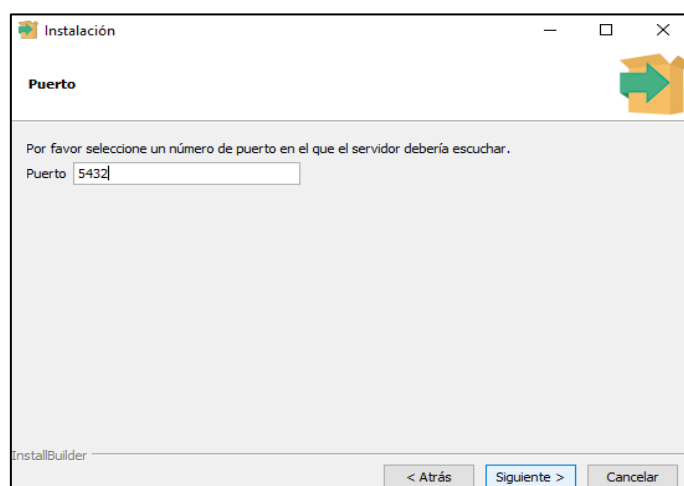 Instalación
Puerto
Por favor seleccione un número de puerto en el que el servidor debería escuchar.
Puerto 5432
InstallBuilder
< Atrás Siguiente > Cancelar